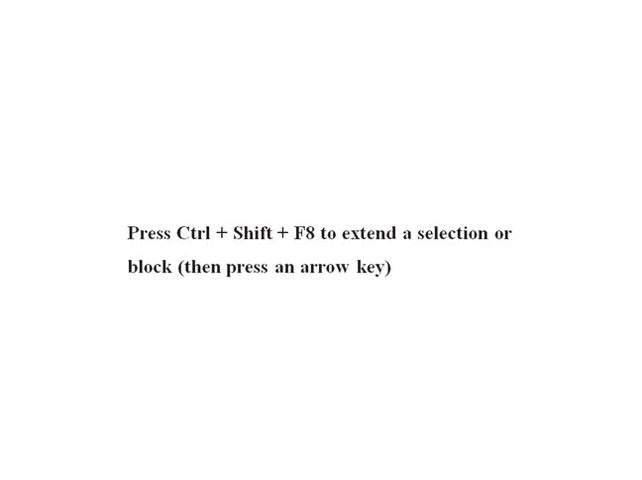 Press Ctrl + Shift + F8 to extend a selection or
block (then press an arrow key)